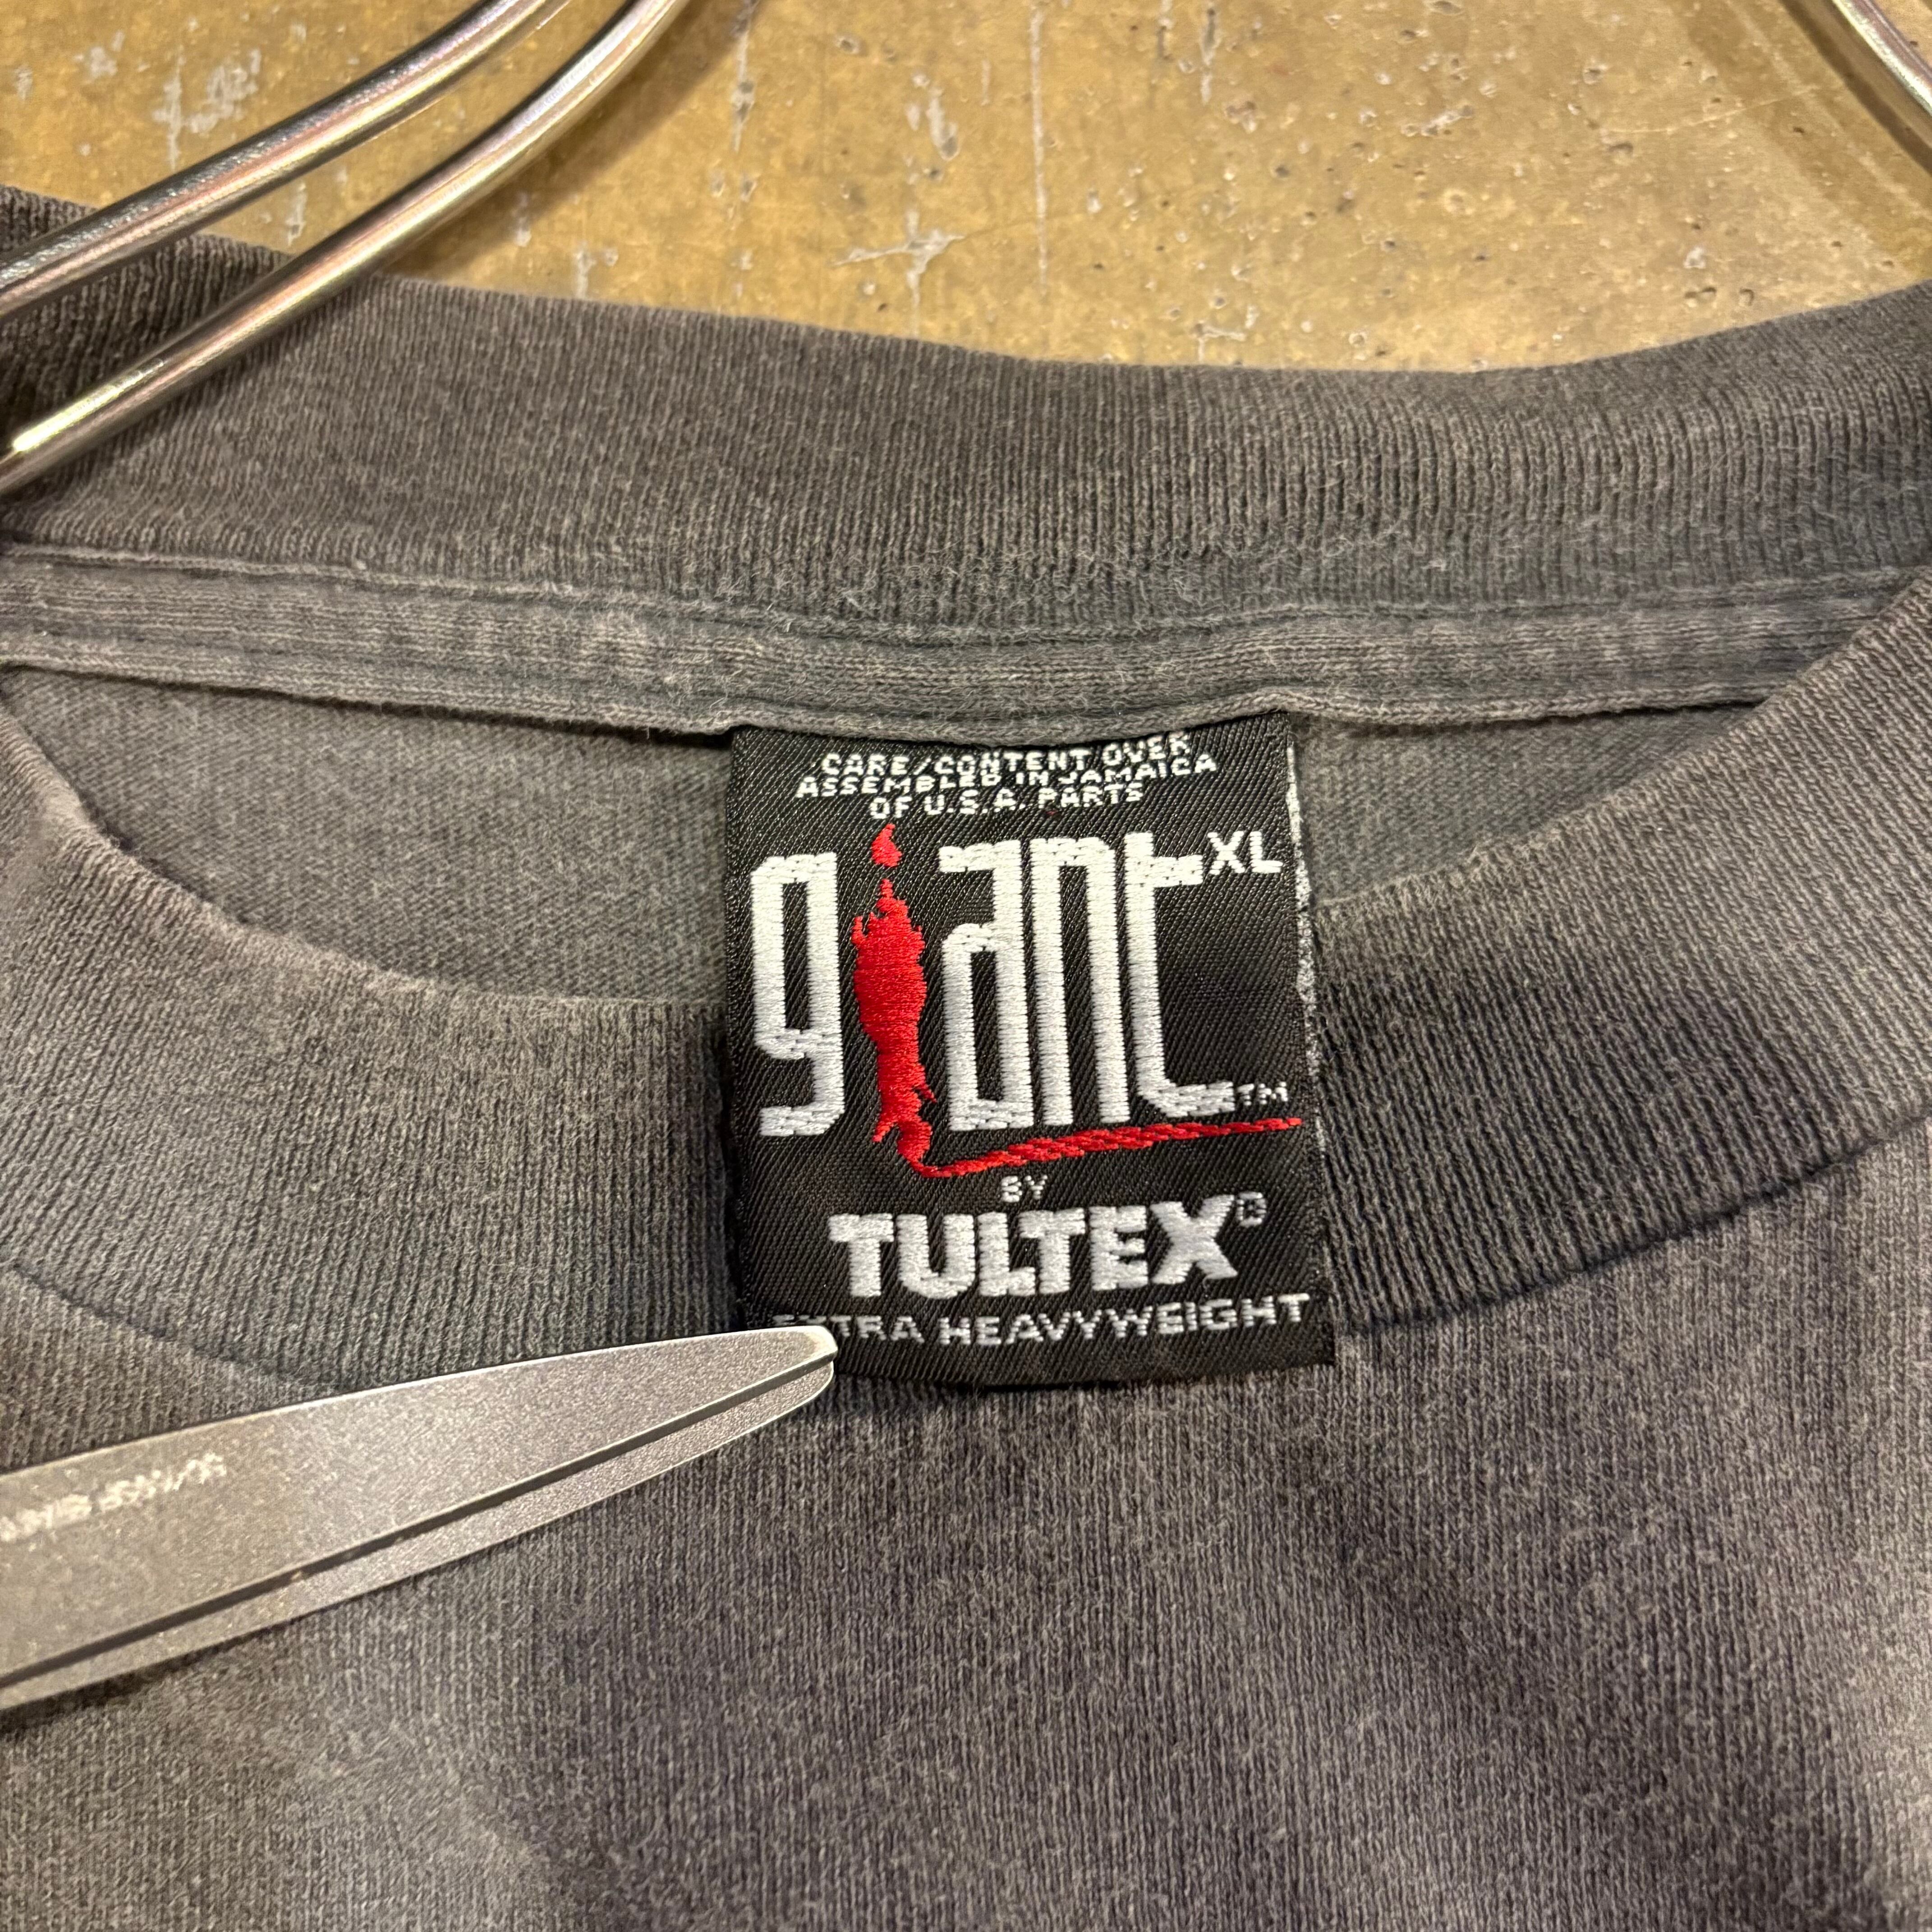 CARE/CONTENT OVER
ASSEMBLED IN JAMAICA
OF U.S.A. PARTS
giant XL
TM
BY
TULTEX®
EXTRA HEAVYWEIGHT